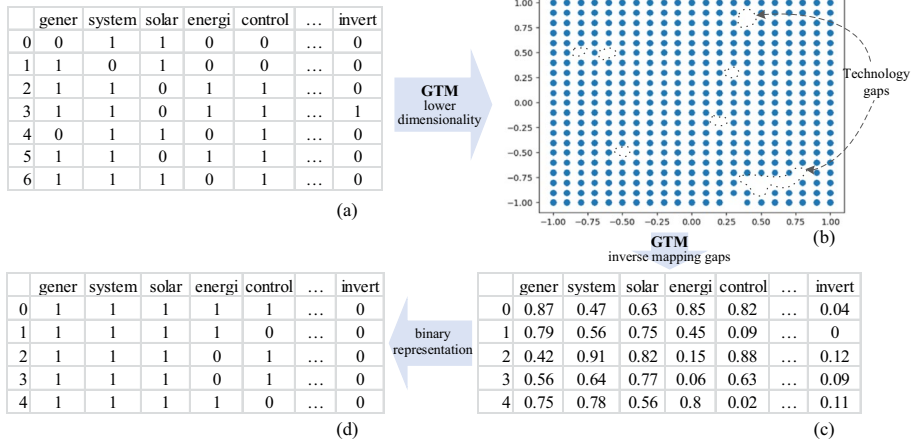 gener system solar energi control … invert
0 0 1 1 0 0 … 0
1 1 0 1 0 0 … 0
2 1 1 0 1 1 … 0
3 1 1 0 1 1 … 1
4 0 1 1 0 1 … 0
5 1 1 0 1 1 … 0
6 1 1 1 0 1 … 0
(a)
GTM
lower
dimensionality
1.00
0.75
0.50
0.25
0.00
−0.25
−0.50
−0.75
−1.00
−1.00 −0.75 −0.50 −0.25 0.00 0.25 0.50 0.75 1.00
Technology
gaps
(b)
GTM
inverse mapping gaps
gener system solar energi control … invert
0 0.87 0.47 0.63 0.85 0.82 … 0.04
1 0.79 0.56 0.75 0.45 0.09 … 0
2 0.42 0.91 0.82 0.15 0.88 … 0.12
3 0.56 0.64 0.77 0.06 0.63 … 0.09
4 0.75 0.78 0.56 0.8 0.02 … 0.11
(c)
binary
representation
gener system solar energi control … invert
0 1 1 1 1 1 … 0
1 1 1 1 1 0 … 0
2 1 1 1 0 1 … 0
3 1 1 1 0 1 … 0
4 1 1 1 1 0 … 0
(d)